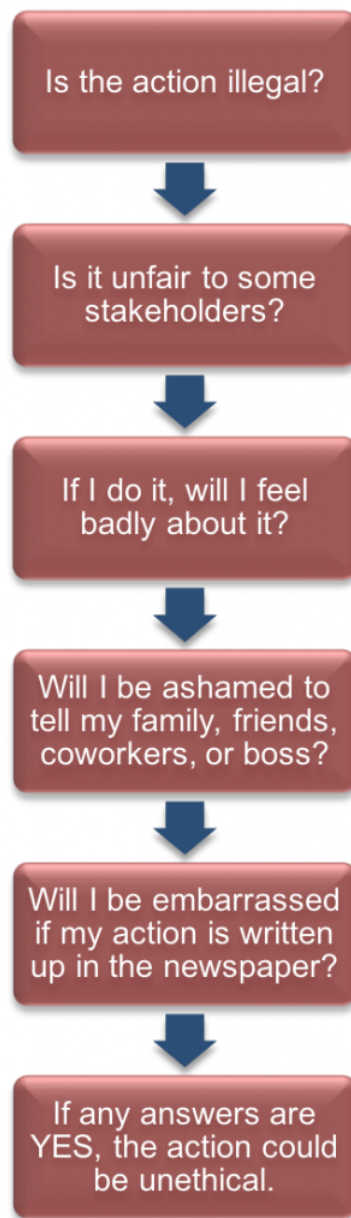 Is the action illegal?
Is it unfair to some
stakeholders?
If I do it, will I feel
badly about it?
Will I be ashamed to
tell my family, friends,
coworkers, or boss?
Will I be embarrassed
if my action is written
up in the newspaper?
If any answers are
YES, the action could
be unethical.